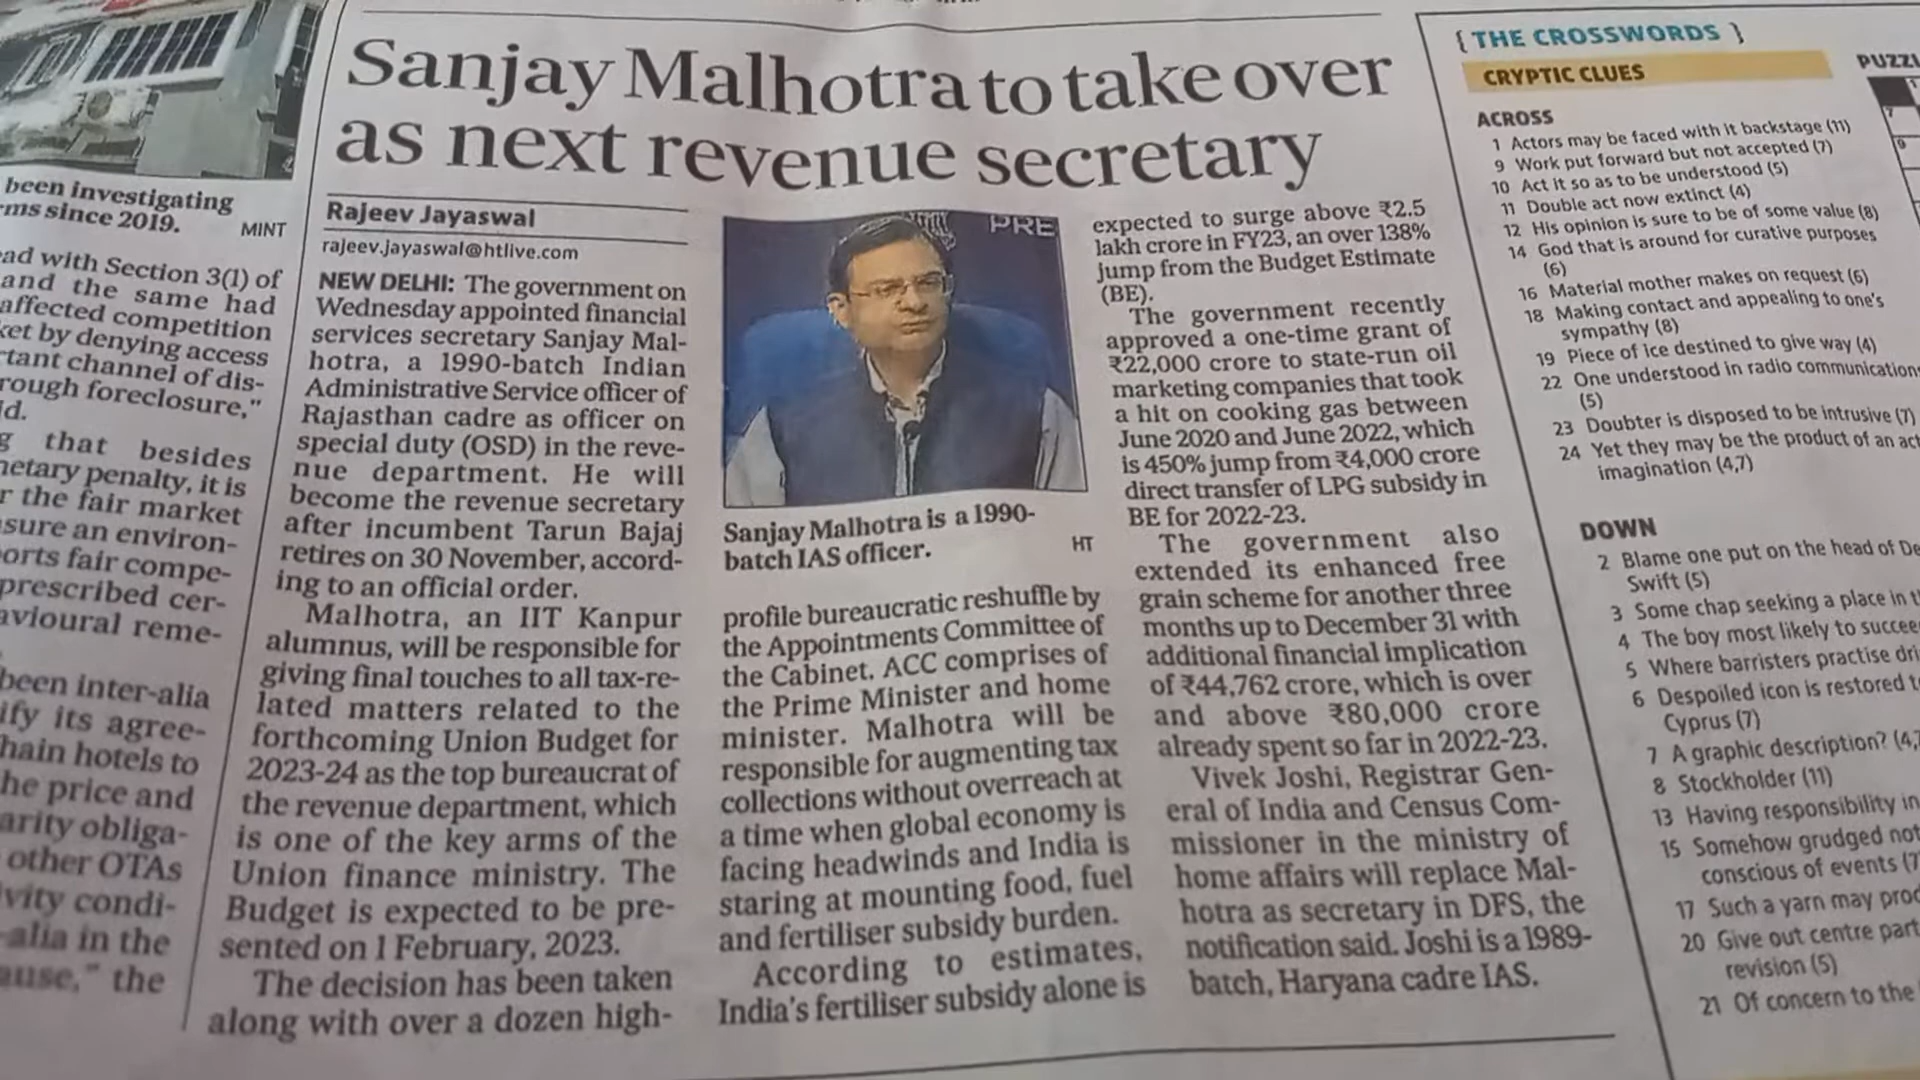 been investigating
rms since 2019.
MINT
ad with Section 3(1) of
and the same had
affected competition
ket by denying access
rtant channel of dis-
rough foreclosure,"
id.
g that besides
netary penalty, it is
r the fair market
sure an environ-
orts fair compe-
prescribed cer-
avioural reme-
been inter-alia
ify its agree-
hain hotels to
he price and
arity obliga-
other OTAs
ivity condi-
-alia in the
ause," the
Sanjay Malhotra to take over
as next revenue secretary
Rajeev Jayaswal
rajeev.jayaswal@htlive.com
NEW DELHI: The government on
Wednesday appointed financial
services secretary Sanjay Mal-
hotra, a 1990-batch Indian
Administrative Service officer of
Rajasthan cadre as officer on
special duty (OSD) in the reve-
nue department. He will
become the revenue secretary
after incumbent Tarun Bajaj
retires on 30 November, accord-
ing to an official order.
Malhotra, an IIT Kanpur
alumnus, will be responsible for
giving final touches to all tax-re-
lated matters related to the
forthcoming Union Budget for
2023-24 as the top bureaucrat of
the revenue department, which
is one of the key arms of the
Union finance ministry. The
Budget is expected to be pre-
sented on 1 February, 2023.
The decision has been taken
along with over a dozen high-
PRE
Sanjay Malhotra is a 1990-
batch IAS officer.
HT
profile bureaucratic reshuffle by
the Appointments Committee of
the Cabinet. ACC comprises of
the Prime Minister and home
minister. Malhotra will be
responsible for augmenting tax
collections without overreach at
a time when global economy is
facing headwinds and India is
staring at mounting food, fuel
and fertiliser subsidy burden.
According to estimates,
India's fertiliser subsidy alone is
expected to surge above ₹2.5
lakh crore in FY23, an over 138%
jump from the Budget Estimate
(BE).
The government recently
approved a one-time grant of
₹22,000 crore to state-run oil
marketing companies that took
a hit on cooking gas between
June 2020 and June 2022, which
is 450% jump from ₹4,000 crore
direct transfer of LPG subsidy in
BE for 2022-23.
The government also
extended its enhanced free
grain scheme for another three
months up to December 31 with
additional financial implication
of ₹44,762 crore, which is over
and above ₹80,000 crore
already spent so far in 2022-23.
Vivek Joshi, Registrar Gen-
eral of India and Census Com-
missioner in the ministry of
home affairs will replace Mal-
hotra as secretary in DFS, the
notification said. Joshi is a 1989-
batch, Haryana cadre IAS.
{ THE CROSSWORDS }
CRYPTIC CLUES
PUZZL
ACROSS
1 Actors may be faced with it backstage (11)
9 Work put forward but not accepted (7)
10 Act it so as to be understood (5)
11 Double act now extinct (4)
12 His opinion is sure to be of some value (8)
14 God that is around for curative purposes
(6)
16 Material mother makes on request (6)
18 Making contact and appealing to one's
sympathy (8)
19 Piece of ice destined to give way (4)
22 One understood in radio communications
(5)
23 Doubter is disposed to be intrusive (7)
24 Yet they may be the product of an act
imagination (4,7)
DOWN
2 Blame one put on the head of De
Swift (5)
3 Some chap seeking a place in t
4 The boy most likely to succee
5 Where barristers practise dri
6 Despoiled icon is restored t
Cyprus (7)
7 A graphic description? (4,7
8 Stockholder (11)
13 Having responsibility in
15 Somehow grudged not
conscious of events (7
17 Such a yarn may prod
20 Give out centre part
revision (5)
21 Of concern to the